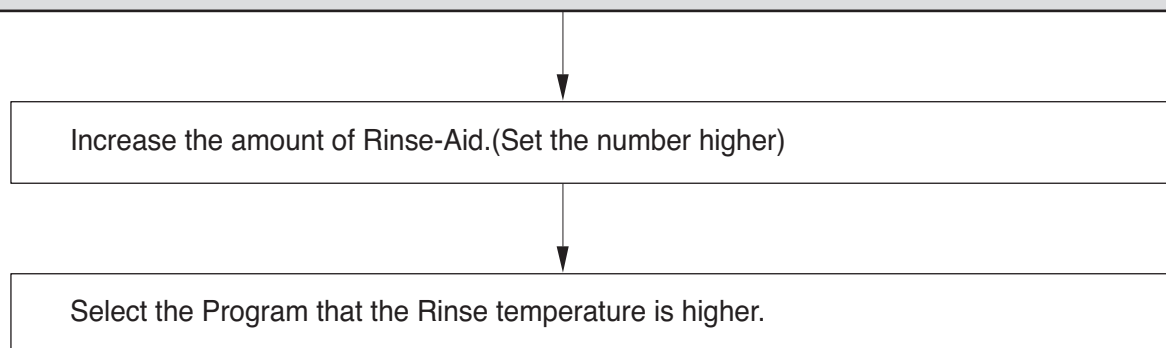 Increase the amount of Rinse-Aid.(Set the number higher)
Select the Program that the Rinse temperature is higher.